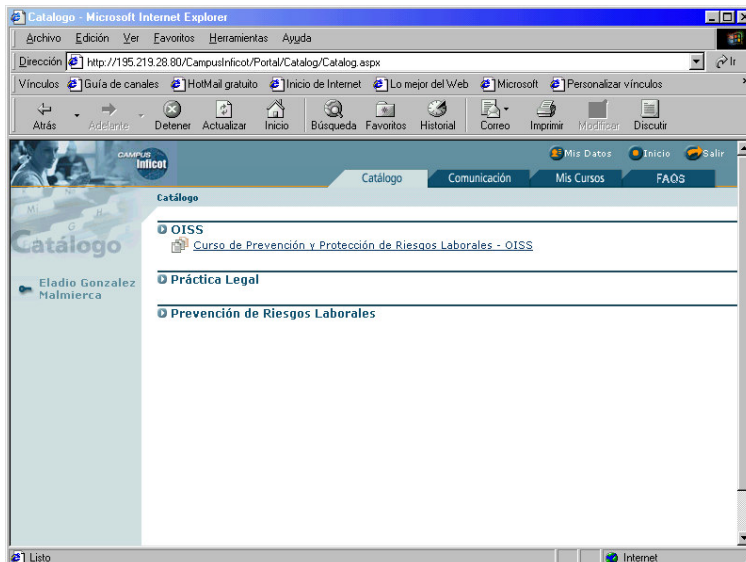 Catalogo - Microsoft Internet Explorer
Archivo Edición Ver Favoritos Herramientas Ayuda
Dirección http://195.219.28.80/CampusInficot/Portal/Catalog/Catalog.aspx Ir
Vínculos Guía de canales HotMail gratuito Inicio de Internet Lo mejor del Web Microsoft Personalizar vínculos
Atrás Adelante Detener Actualizar Inicio Búsqueda Favoritos Historial Correo Imprimir Modificar Discutir
CAMPUS
Inficot
Mis Datos Inicio Salir
Catálogo Comunicación Mis Cursos FAQS
Catálogo
Mi H
G
Catálogo
Eladio Gonzalez
Malmierca
OISS
Curso de Prevención y Protección de Riesgos Laborales - OISS
Práctica Legal
Prevención de Riesgos Laborales
Listo Internet